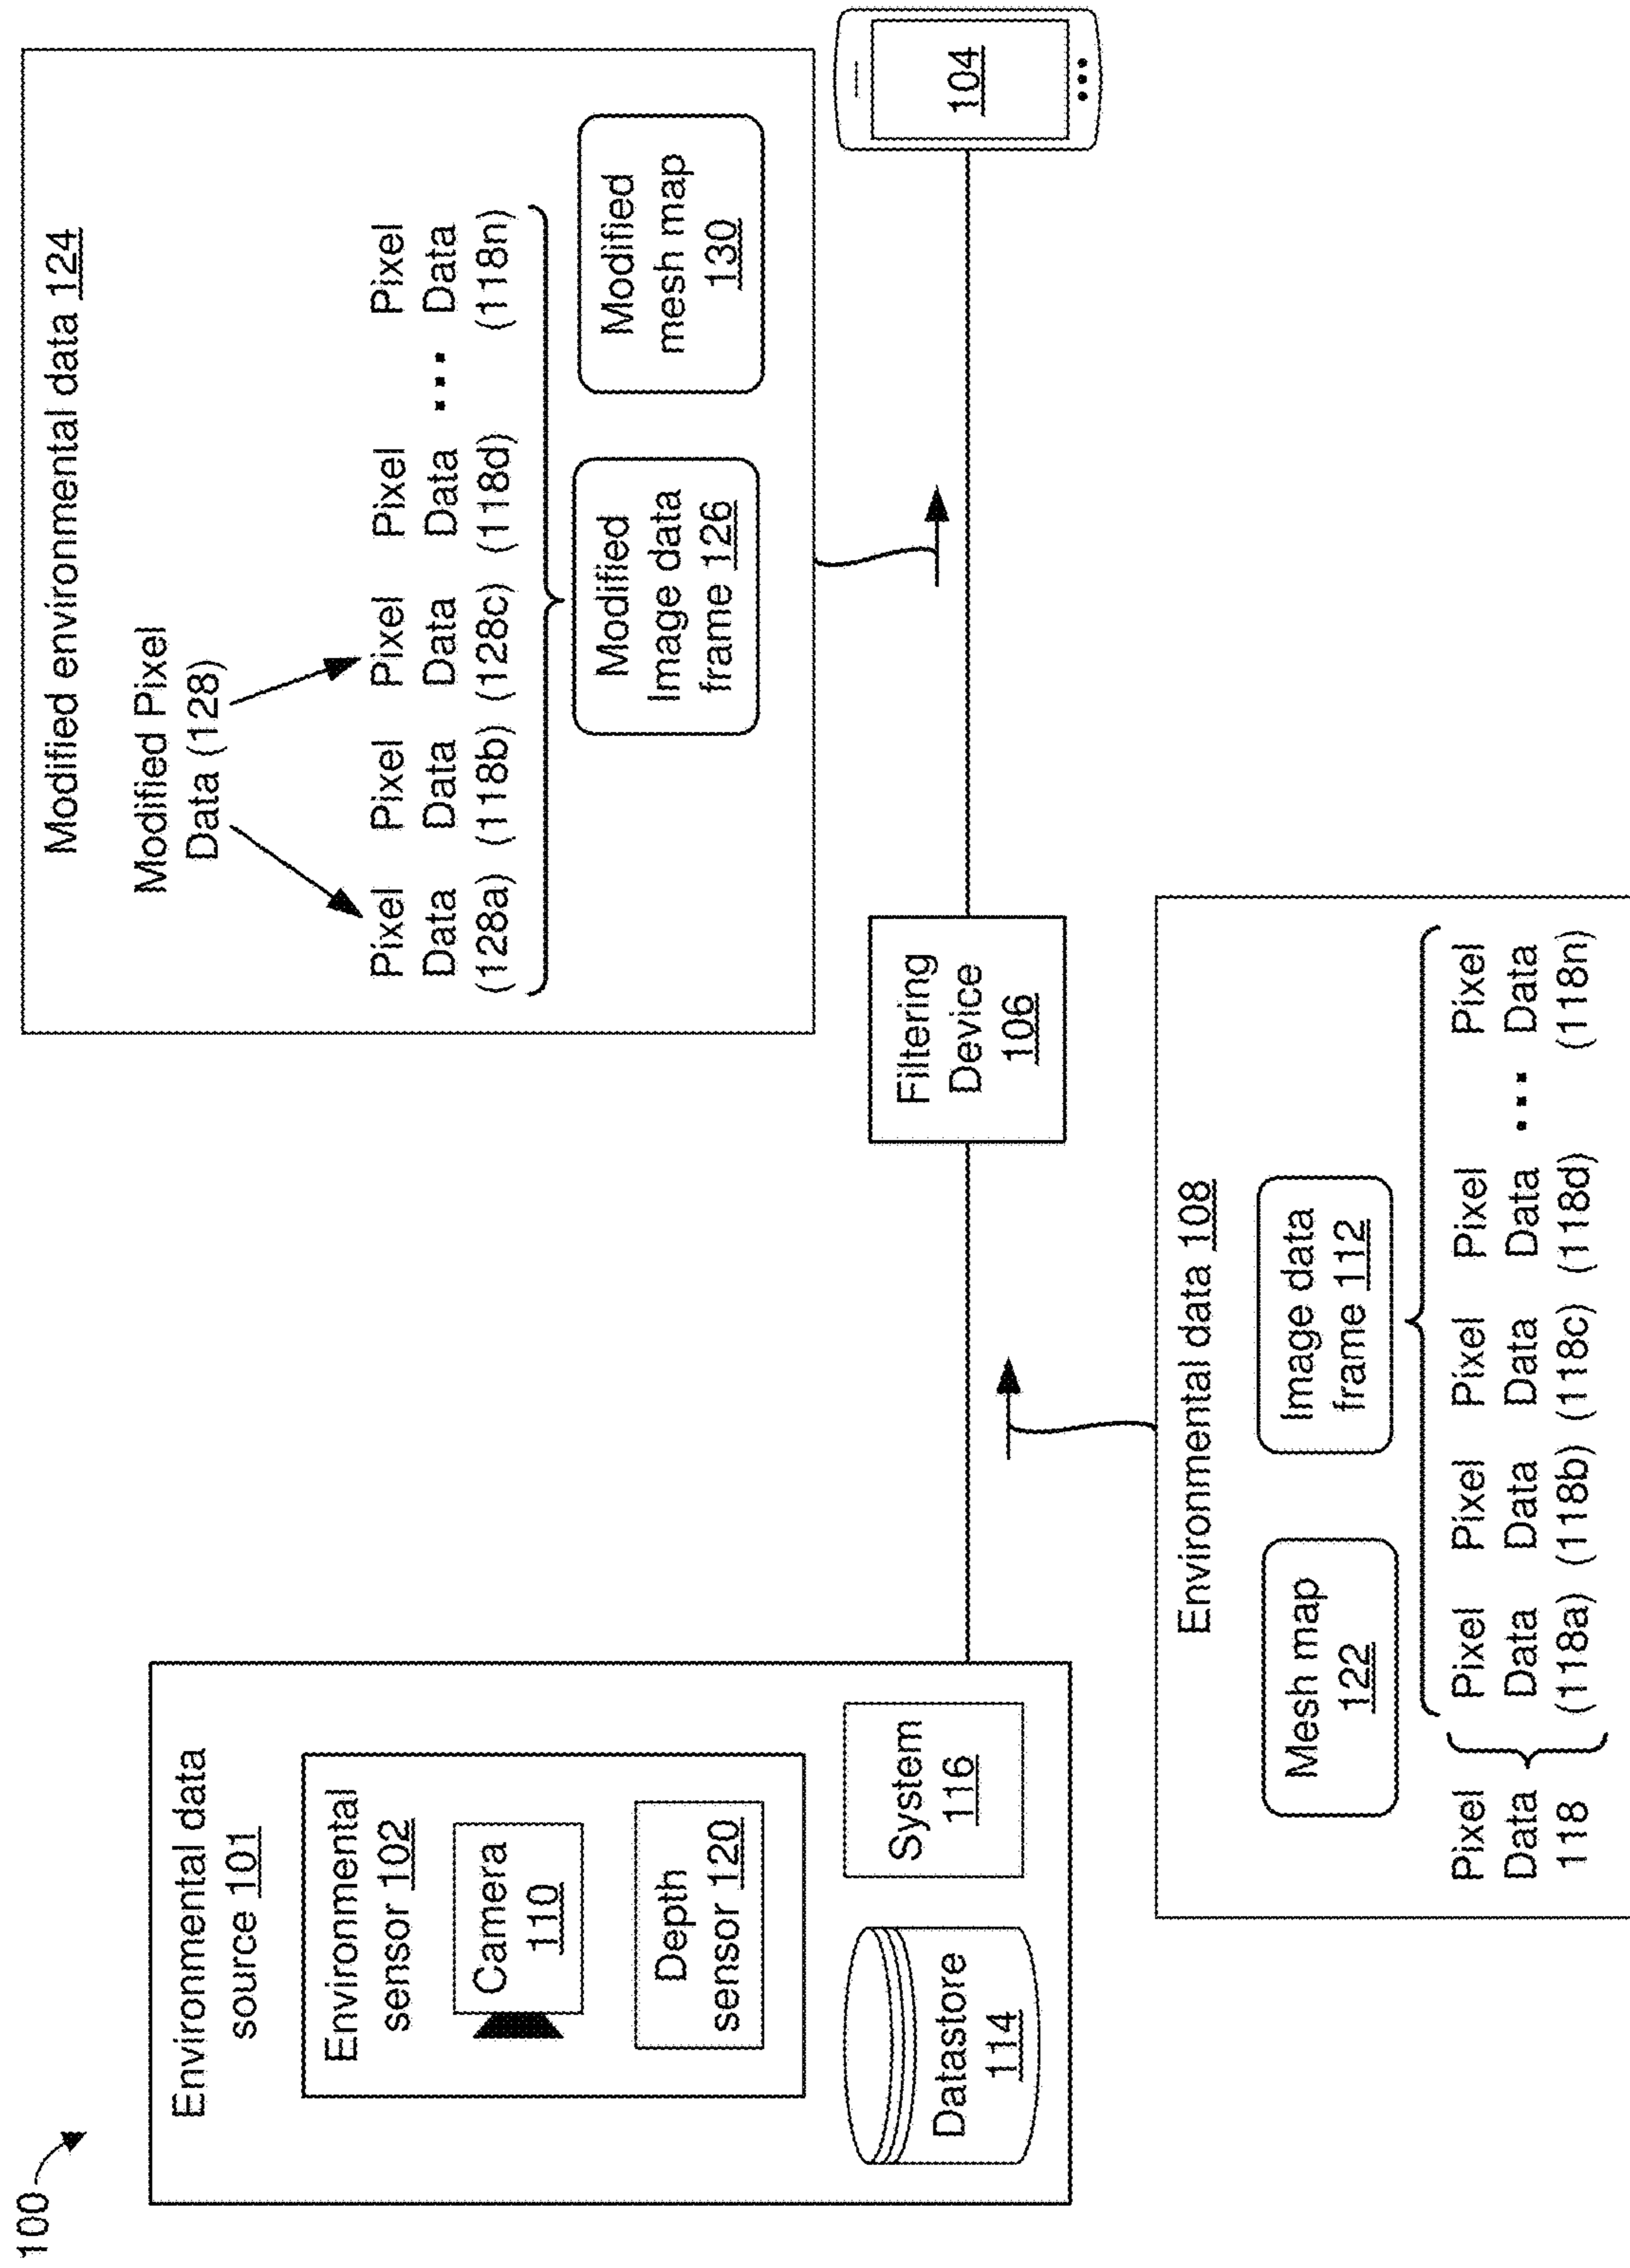 100
Environmental data
source 101
Environmental
sensor 102
Camera
110
Depth
sensor 120
Datastore
114
System
116
Modified environmental data 124
Modified Pixel
Data (128)
Pixel Pixel Pixel Pixel Pixel
Data Data Data Data ... Data
(128a) (118b) (128c) (118d) (118n)
Modified
Image data
frame 126
Modified
mesh map
130
Filtering
Device
106
104
Environmental data 108
Mesh map
122
Image data
frame 112
Pixel Pixel Pixel Pixel Pixel Pixel
Data Data Data Data Data ... Data
118 (118a) (118b) (118c) (118d) (118n)